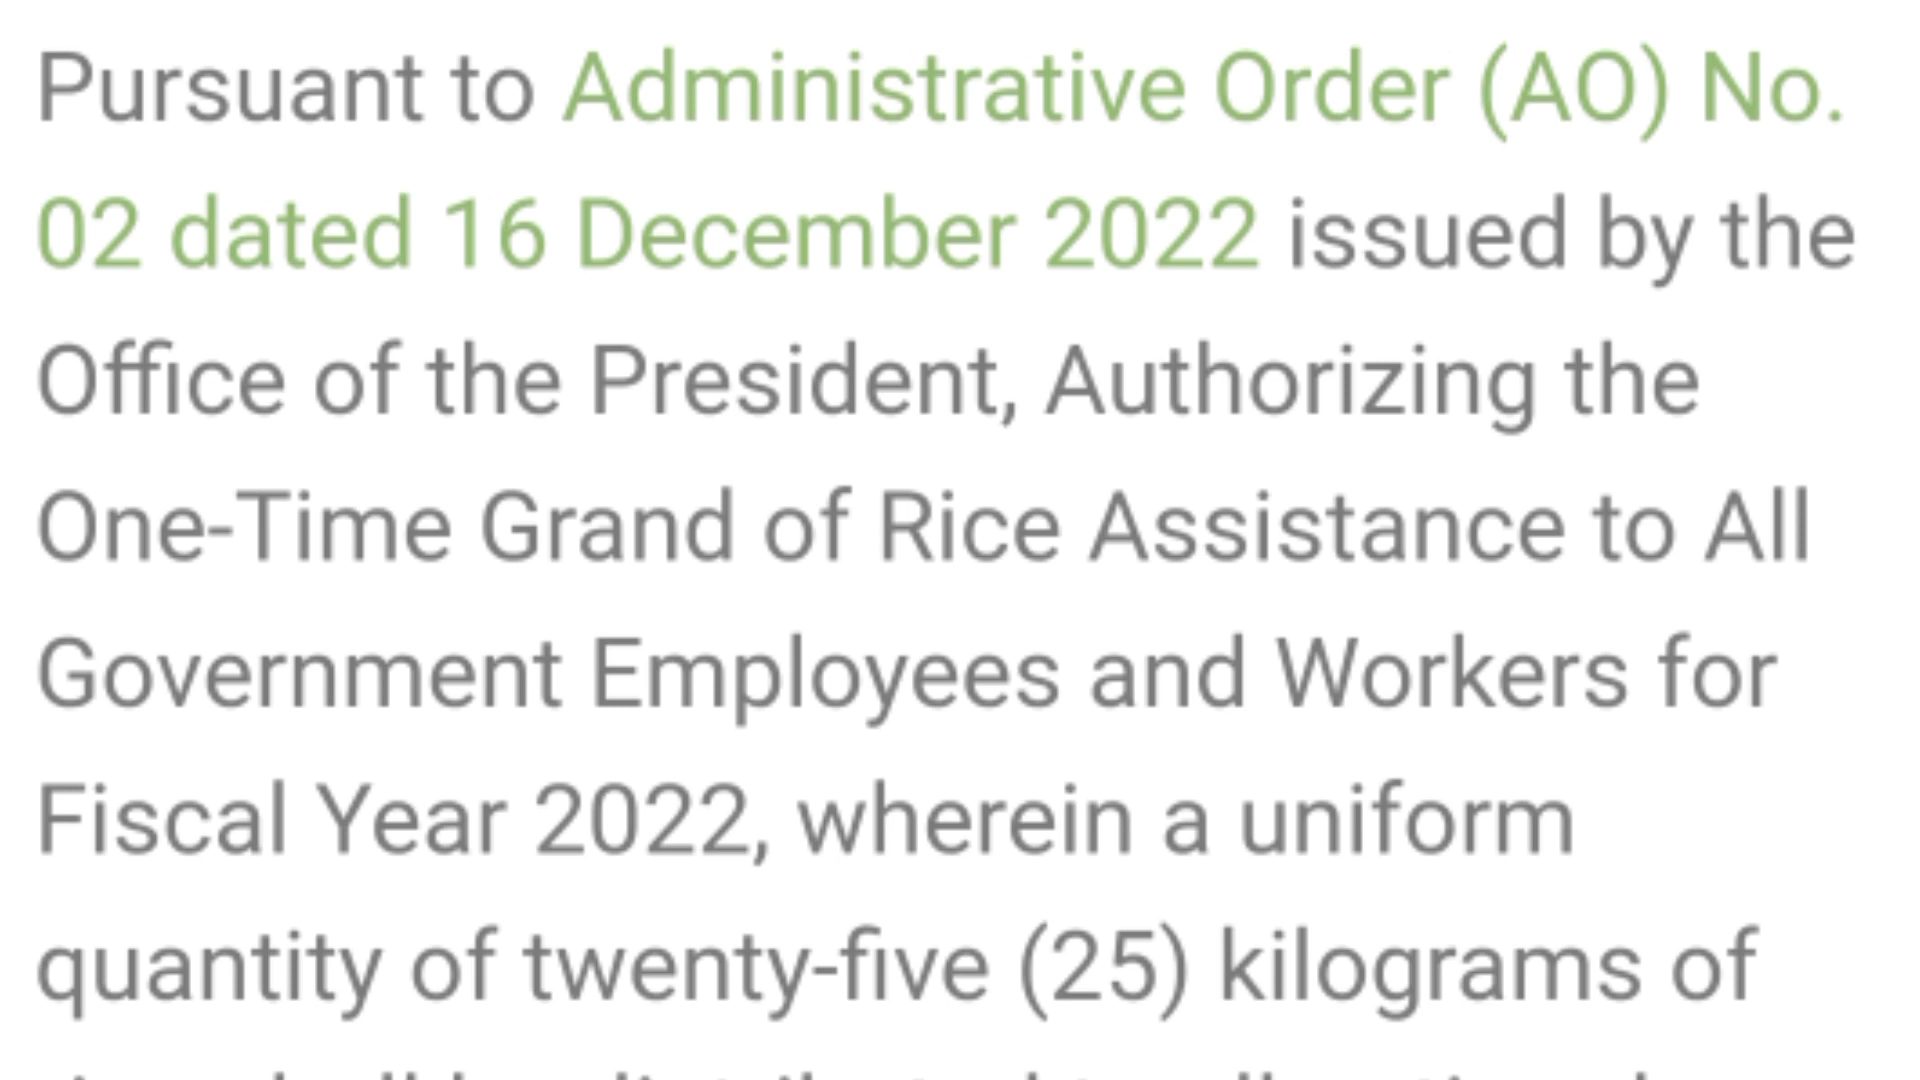 Pursuant to Administrative Order (AO) No.
02 dated 16 December 2022 issued by the
Office of the President, Authorizing the
One-Time Grand of Rice Assistance to All
Government Employees and Workers for
Fiscal Year 2022, wherein a uniform
quantity of twenty-five (25) kilograms of